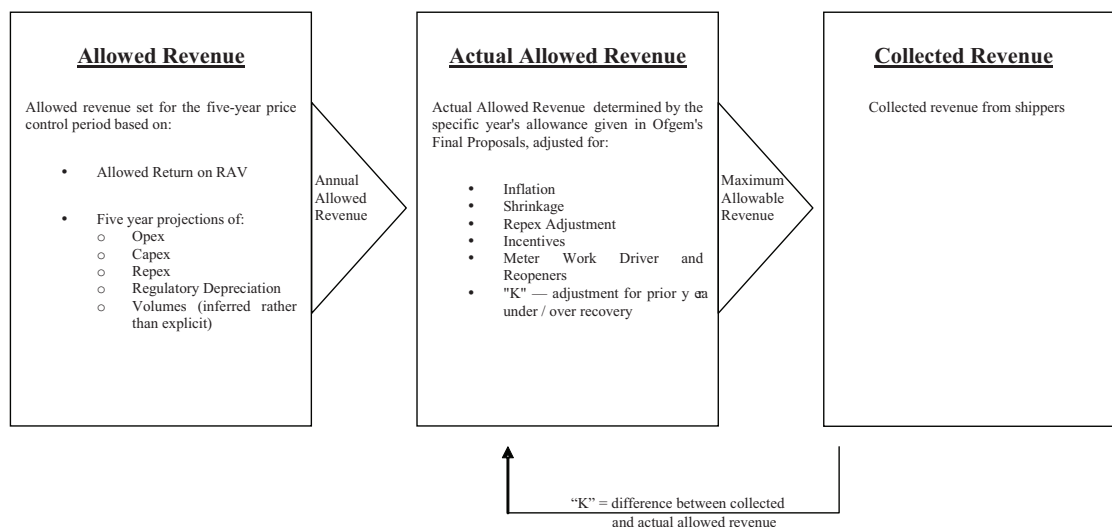 Allowed Revenue
Allowed revenue set for the five-year price
control period based on:
• Allowed Return on RAV
• Five year projections of:
o Opex
o Capex
o Repex
o Regulatory Depreciation
o Volumes (inferred rather
than explicit)
Annual
Allowed
Revenue
Actual Allowed Revenue
Actual Allowed Revenue determined by the
specific year's allowance given in Ofgem's
Final Proposals, adjusted for:
• Inflation
• Shrinkage
• Repex Adjustment
• Incentives
• Meter Work Driver and
Reopeners
• "K" — adjustment for prior y
under / over recovery
Maximum
Allowable
Revenue
Collected Revenue
Collected revenue from shippers
“K” = difference between collected
and actual allowed revenue